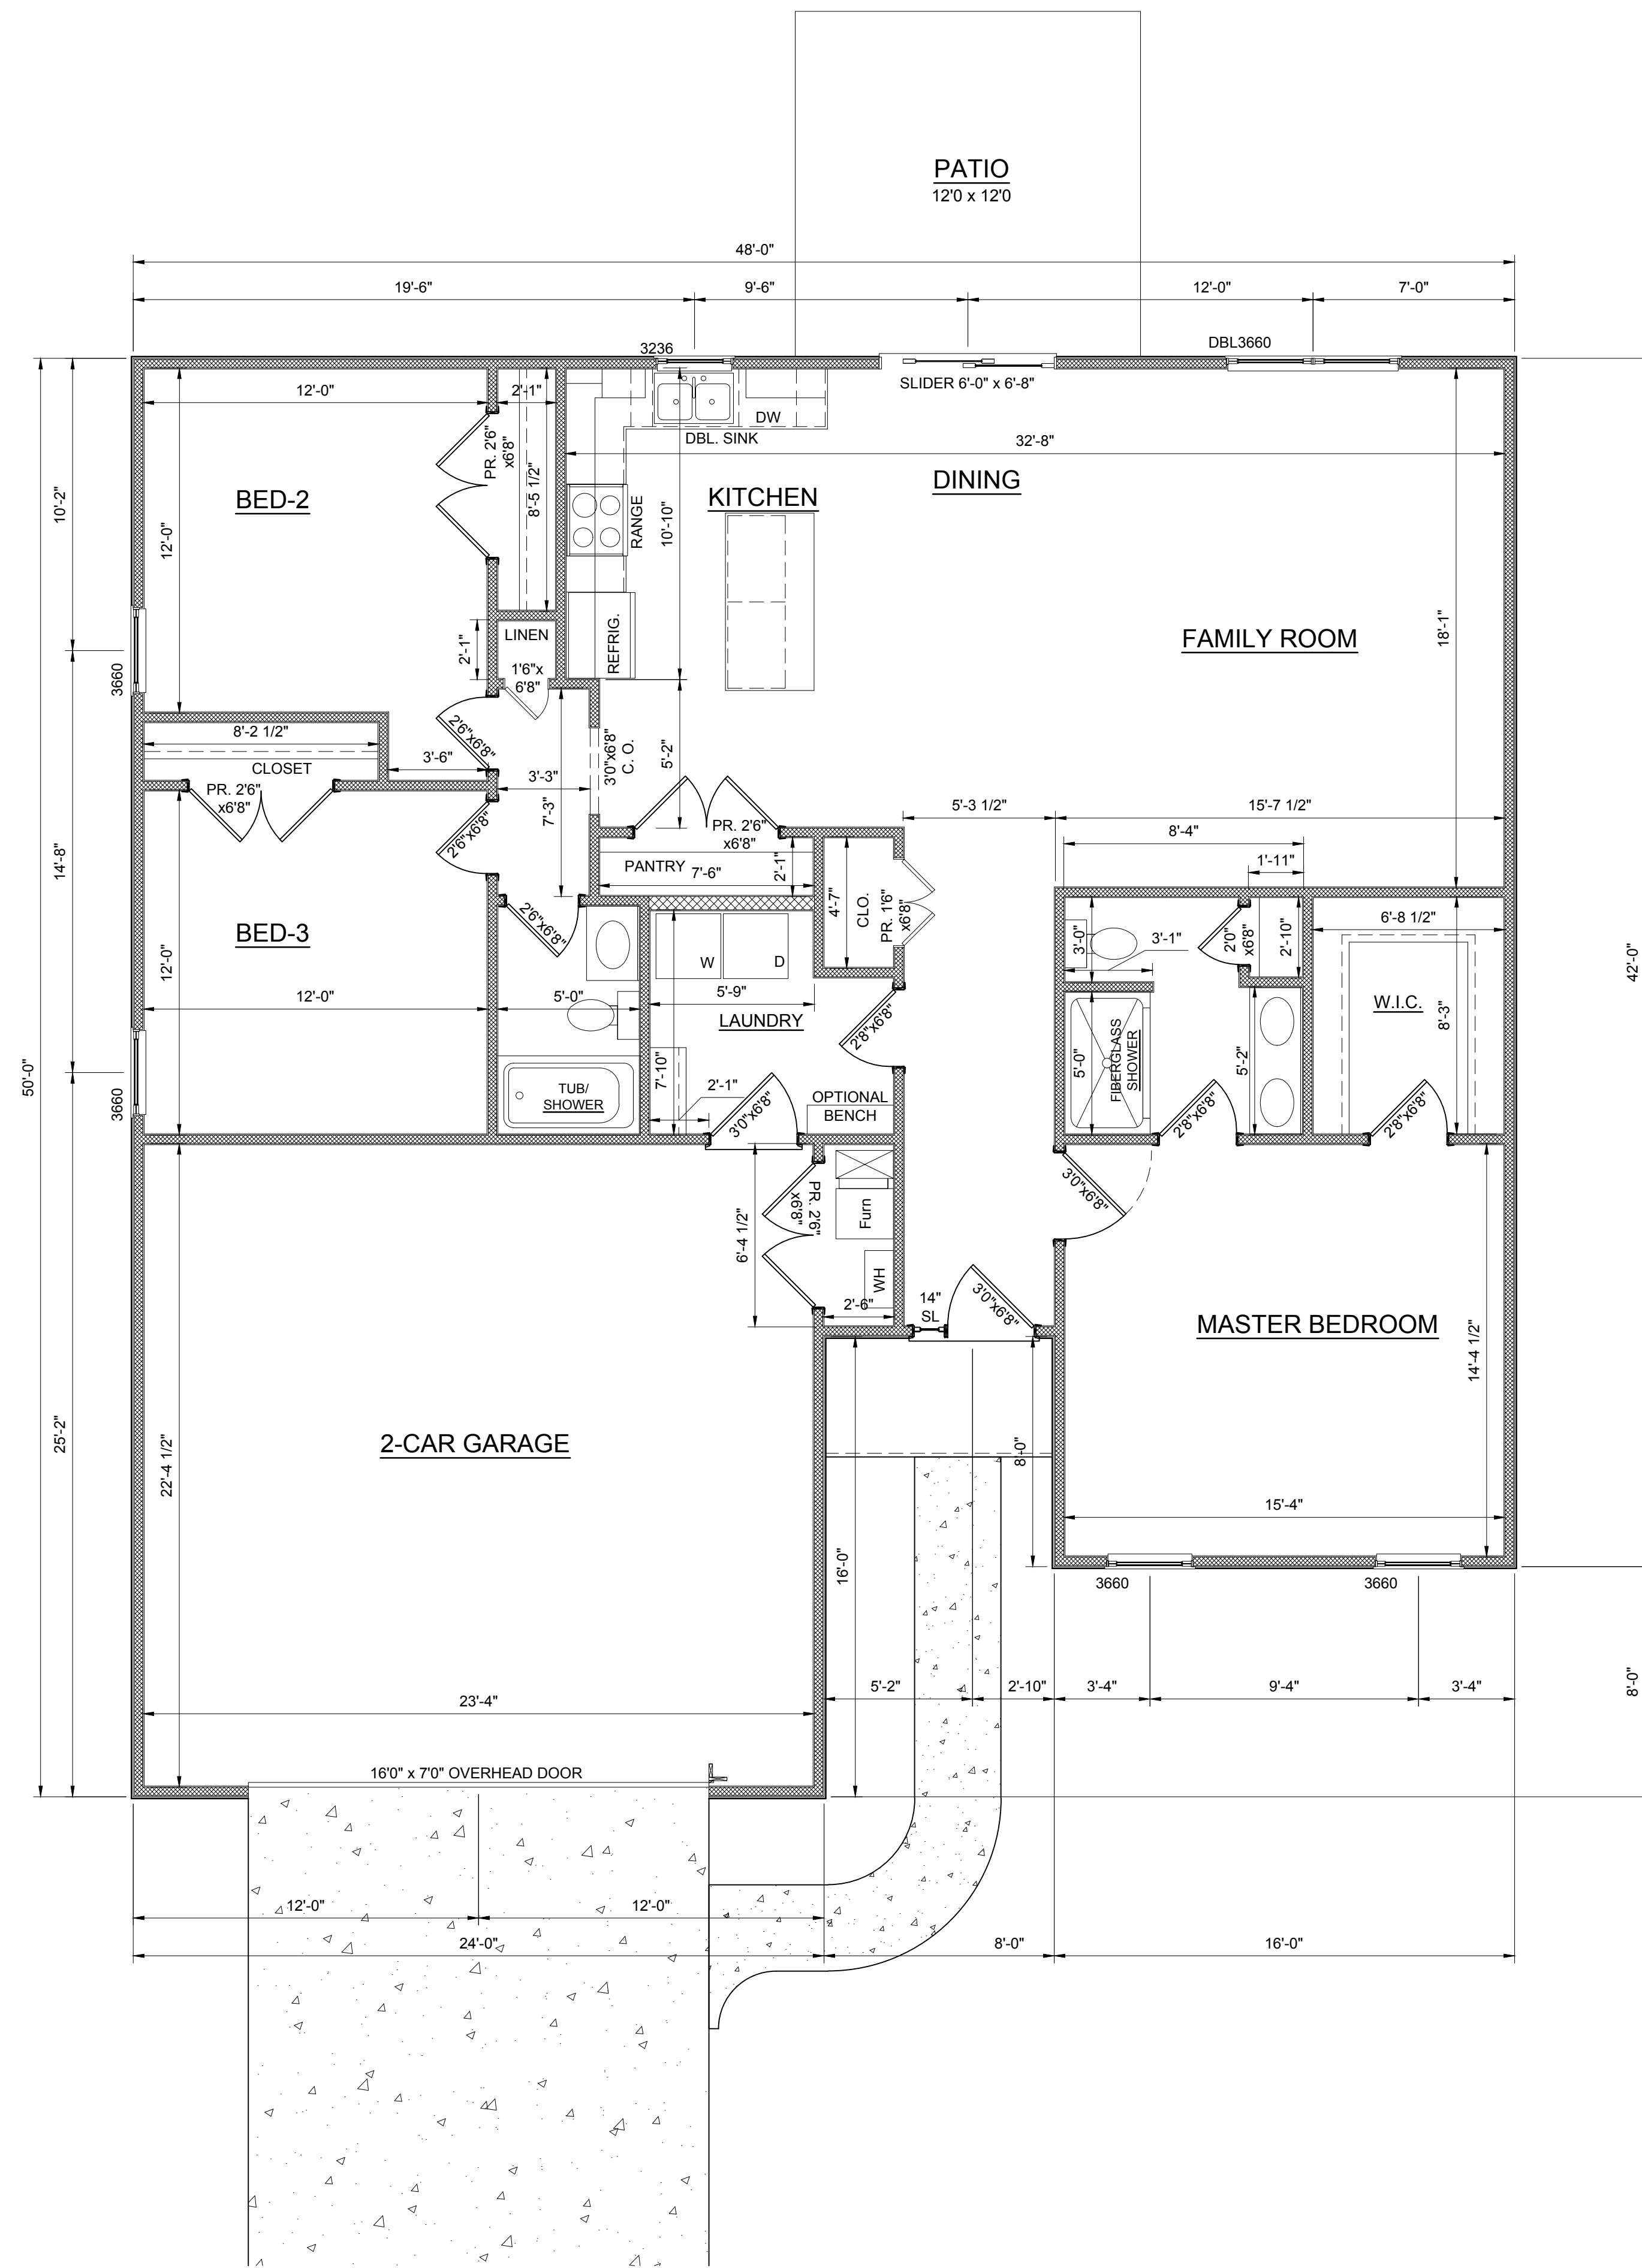 PATIO
12'0 x 12'0
48'-0"
19'-6"
9'-6"
12'-0"
7'-0"
3236
DBL3660
SLIDER 6'-0" x 6'-8"
12'-0"
2'-1"
DW
DBL. SINK
32'-8"
PR. 2'6"
x6'8"
8'-5 1/2"
BED-2
KITCHEN
DINING
RANGE
10'-10"
10'-2"
12'-0"
LINEN
1'6"x
6'8"
2'-1"
REFRIG.
FAMILY ROOM
18'-1"
3660
8'-2 1/2"
CLOSET
3'-6"
2'6"x6'8"
3'-3"
7'-3"
3'0"x6'8"
C. O.
5'-2"
PR. 2'6"
x6'8"
2'6"x6'8"
PR. 2'6"
x6'8"
5'-3 1/2"
15'-7 1/2"
8'-4"
1'-11"
14'-8"
PANTRY
7'-6"
2'-1"
4'-7"
CLO.
PR. 1'6"
x6'8"
BED-3
12'-0"
2'6"x6'8"
W
D
3'-0"
3'-1"
2'0"
x6'8"
2'-10"
6'-8 1/2"
42'-0"
12'-0"
5'-0"
5'-9"
LAUNDRY
2'8"x6'8"
W.I.C.
8'-3"
50'-0"
3660
TUB/
SHOWER
7'-10"
2'-1"
3'0"x6'8"
OPTIONAL
BENCH
5'-0"
FIBERGLASS
SHOWER
5'-2"
2'8"x6'8"
2'8"x6'8"
6'-4 1/2"
PR. 2'6"
x6'8"
Furn
WH
2'-6"
14"
SL
3'0"x6'8"
3'0"x6'8"
MASTER BEDROOM
14'-4 1/2"
25'-2"
22'-4 1/2"
2-CAR GARAGE
8'-0"
15'-4"
16'-0"
3660
3660
5'-2"
2'-10"
3'-4"
9'-4"
3'-4"
8'-0"
23'-4"
16'0" x 7'0" OVERHEAD DOOR
12'-0"
12'-0"
24'-0"
8'-0"
16'-0"